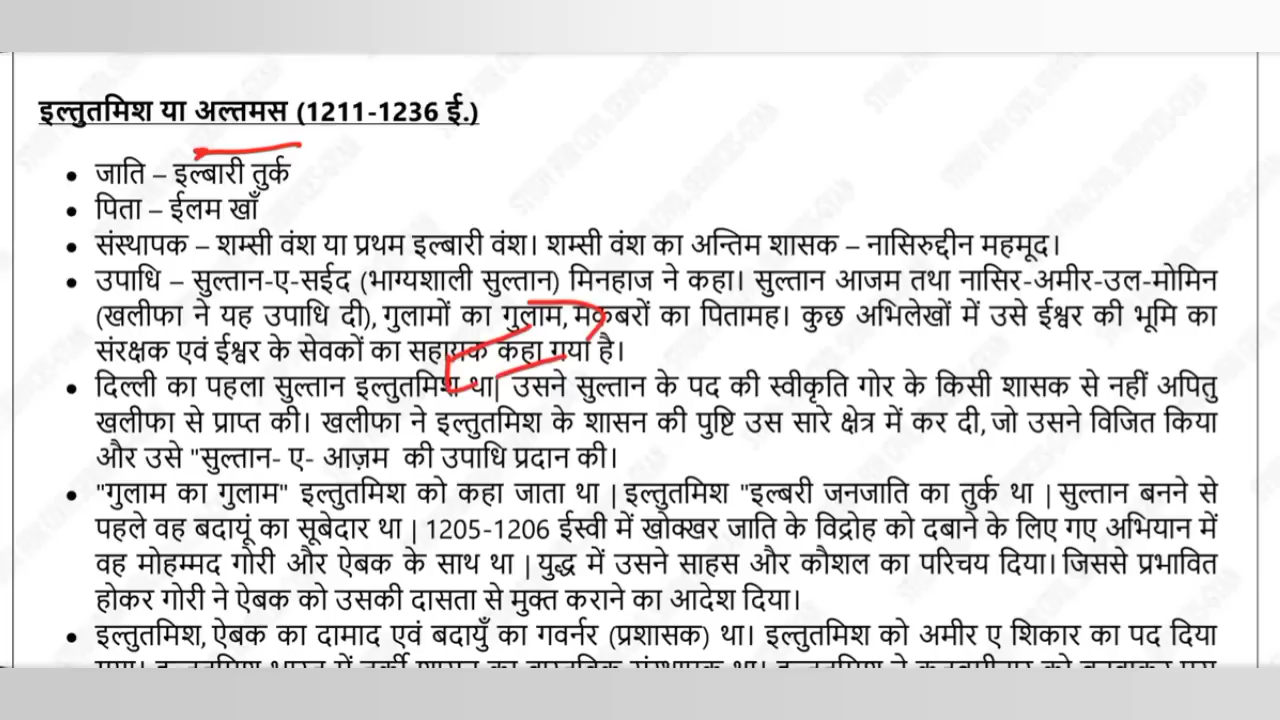 इल्तुतमिश या अल्तमस (1211-1236 ई.)
• जाति – इल्बारी तुर्क
• पिता – ईलम खाँ
• संस्थापक – शम्सी वंश या प्रथम इल्बारी वंश। शम्सी वंश का अन्तिम शासक – नासिरुद्दीन महमूद।
• उपाधि – सुल्तान-ए-सईद (भाग्यशाली सुल्तान) मिनहाज ने कहा। सुल्तान आजम तथा नासिर-अमीर-उल-मोमिन
(खलीफा ने यह उपाधि दी), गुलामों का गुलाम, मकबरों का पितामह। कुछ अभिलेखों में उसे ईश्वर की भूमि का
संरक्षक एवं ईश्वर के सेवकों का सहायक कहा गया है।
• दिल्ली का पहला सुल्तान इल्तुतमिश था| उसने सुल्तान के पद की स्वीकृति गोर के किसी शासक से नहीं अपितु
खलीफा से प्राप्त की। खलीफा ने इल्तुतमिश के शासन की पुष्टि उस सारे क्षेत्र में कर दी, जो उसने विजित किया
और उसे "सुल्तान- ए- आज़म की उपाधि प्रदान की।
• "गुलाम का गुलाम" इल्तुतमिश को कहा जाता था | इल्तुतमिश "इल्बरी जनजाति का तुर्क था | सुल्तान बनने से
पहले वह बदायूं का सूबेदार था | 1205-1206 ईस्वी में खोक्खर जाति के विद्रोह को दबाने के लिए गए अभियान में
वह मोहम्मद गोरी और ऐबक के साथ था | युद्ध में उसने साहस और कौशल का परिचय दिया। जिससे प्रभावित
होकर गोरी ने ऐबक को उसकी दासता से मुक्त कराने का आदेश दिया।
• इल्तुतमिश, ऐबक का दामाद एवं बदायुँ का गवर्नर (प्रशासक) था। इल्तुतमिश को अमीर ए शिकार का पद दिया